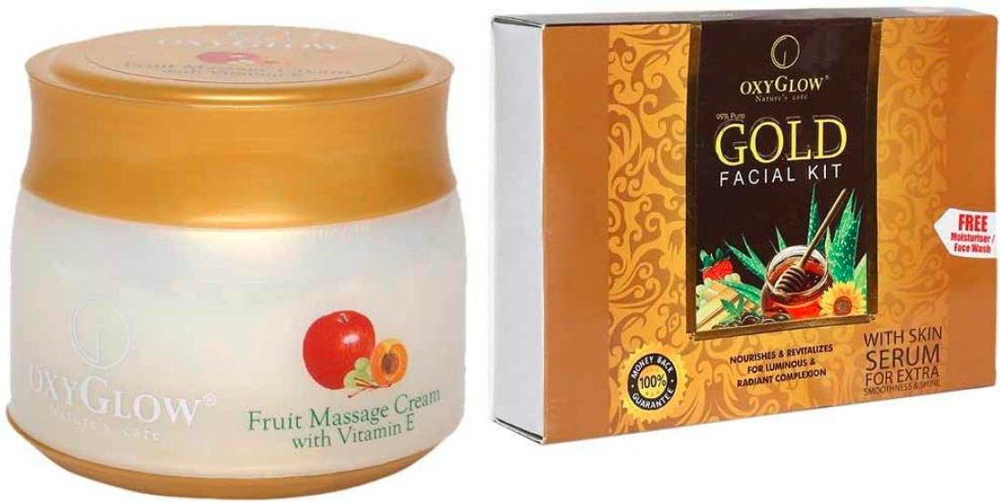 OXYGLOW
Fruit Massage Cream
with Vitamin E
OXYGLOW®
Nature's care
Fruit Massage Cream
with Vitamin E
OXYGLOW®
Nature's care
99% Pure
GOLD
FACIAL KIT
FREE
Moisturiser/
Face Wash
NOURISHES & REVITALIZES
FOR LUMINOUS &
RADIANT COMPLEXION
MONEY BACK
100%
GUARANTEE
WITH SKIN
SERUM
FOR EXTRA
SMOOTHNESS & SHINE